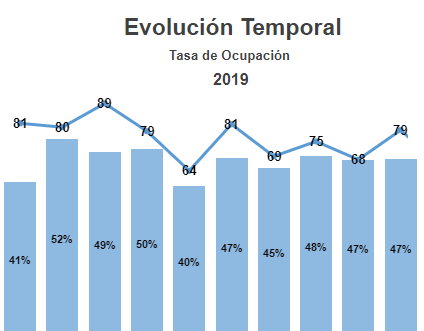 Evolución Temporal
Tasa de Ocupación
2019
81 80 89 79 64 81 69 75 68 79
41% 52% 49% 50% 40% 47% 45% 48% 47% 47%